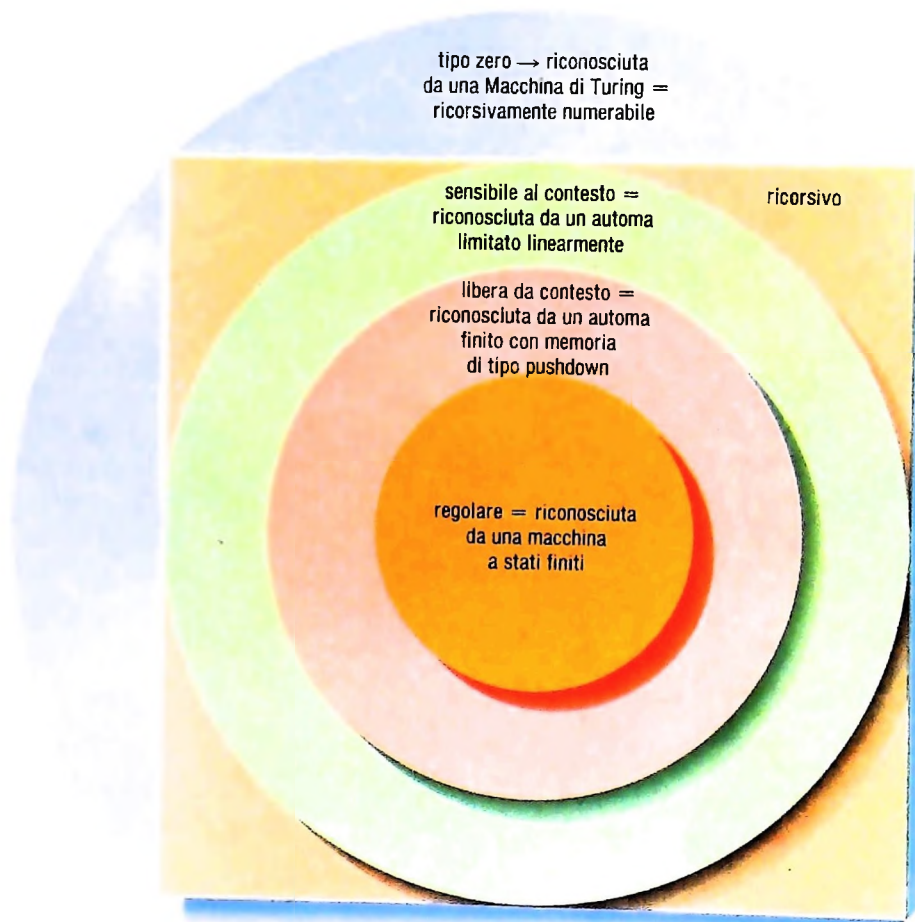 tipo zero → riconosciuta
da una Macchina di Turing =
ricorsivamente numerabile
sensibile al contesto =
riconosciuta da un automa
limitato linearmente
ricorsivo
libera da contesto =
riconosciuta da un automa
finito con memoria
di tipo pushdown
regolare = riconosciuta
da una macchina
a stati finiti